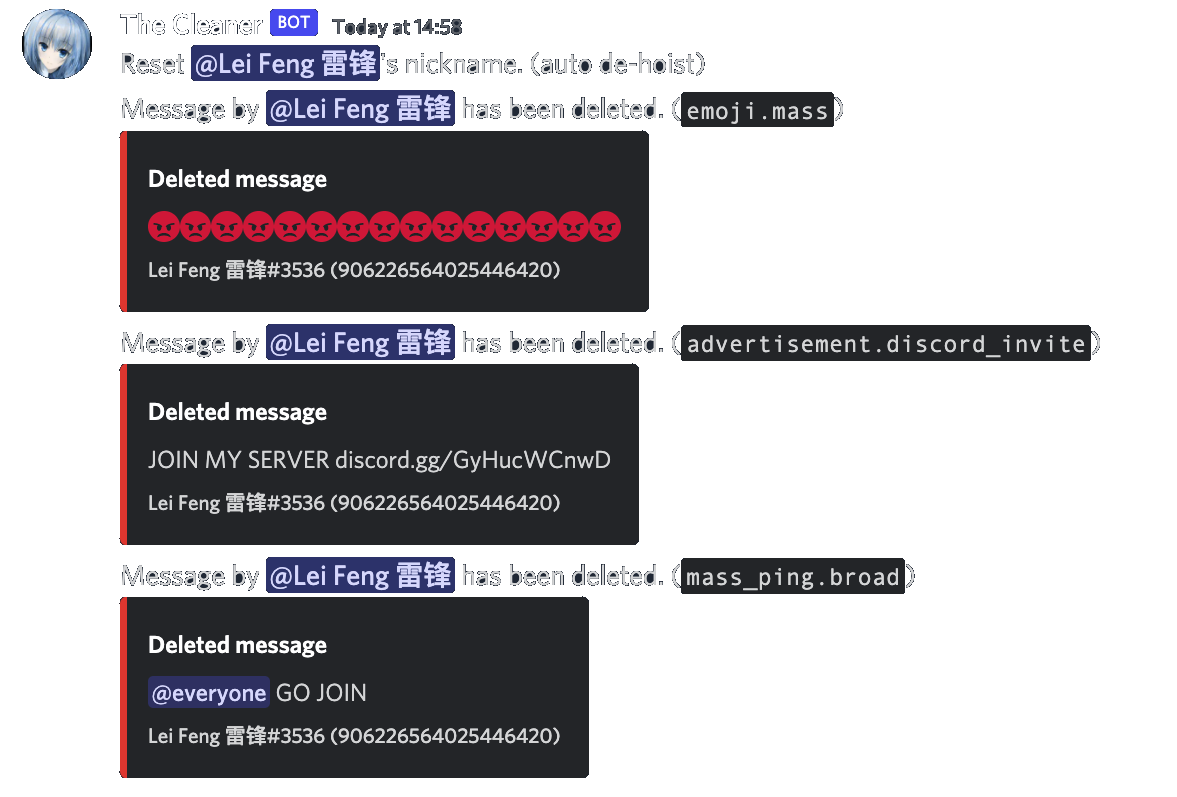 The Cleaner BOT Today at 14:58
Reset @Lei Feng 雷锋's nickname. (auto de-hoist)
Message by @Lei Feng 雷锋 has been deleted. (emoji.mass)
Deleted message
😡😡😡😡😡😡😡😡😡😡😡😡😡😡😡
Lei Feng 雷锋#3536 (906226564025446420)
Message by @Lei Feng 雷锋 has been deleted. (advertisement.discord_invite)
Deleted message
JOIN MY SERVER discord.gg/GyHucWCnwD
Lei Feng 雷锋#3536 (906226564025446420)
Message by @Lei Feng 雷锋 has been deleted. (mass_ping.broad)
Deleted message
@everyone GO JOIN
Lei Feng 雷锋#3536 (906226564025446420)